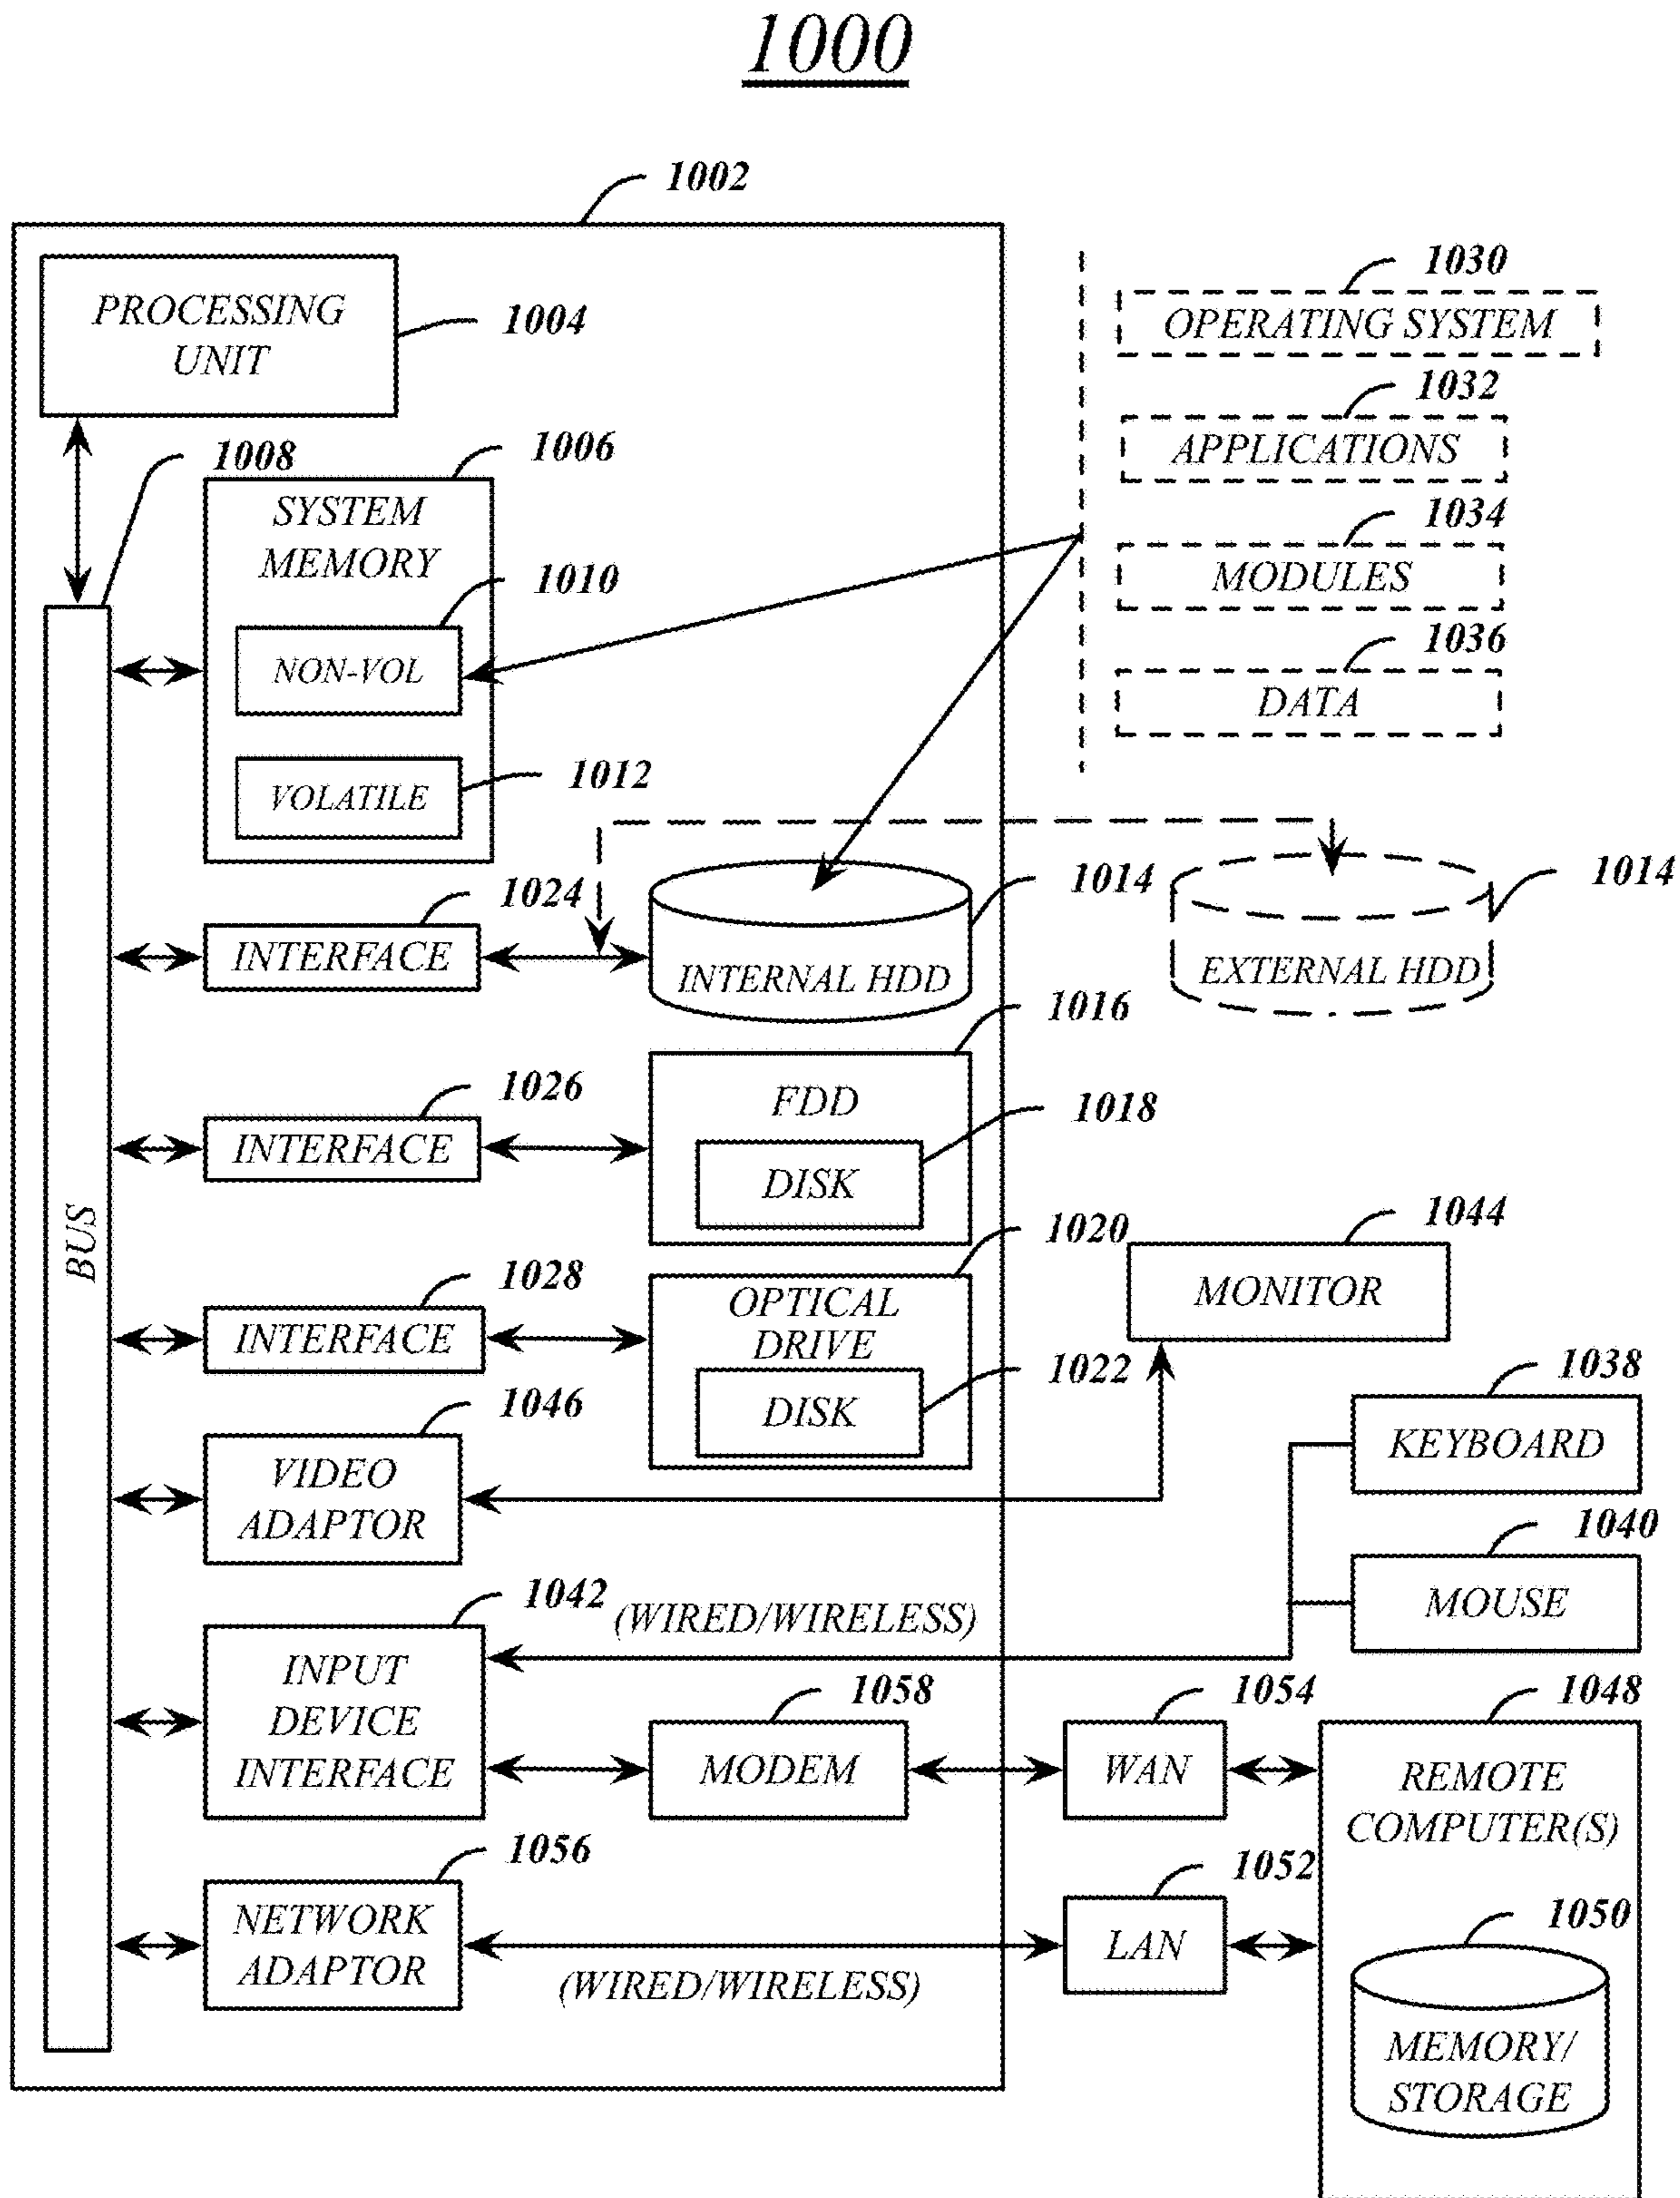 1000
1002
PROCESSING
UNIT
1004
1030
OPERATING SYSTEM
1032
APPLICATIONS
1034
MODULES
1036
DATA
1008
1006
SYSTEM
MEMORY
1010
NON-VOL
1012
VOLATILE
BUS
1024
INTERFACE
1014
INTERNAL HDD
1014
EXTERNAL HDD
1016
FDD
1018
DISK
1026
INTERFACE
1020
OPTICAL
DRIVE
1022
DISK
1028
INTERFACE
1044
MONITOR
1046
VIDEO
ADAPTOR
1038
KEYBOARD
1040
MOUSE
1042
INPUT
DEVICE
INTERFACE
(WIRED/WIRELESS)
1058
MODEM
1054
WAN
1048
REMOTE
COMPUTER(S)
1056
NETWORK
ADAPTOR
(WIRED/WIRELESS)
1052
LAN
1050
MEMORY/
STORAGE